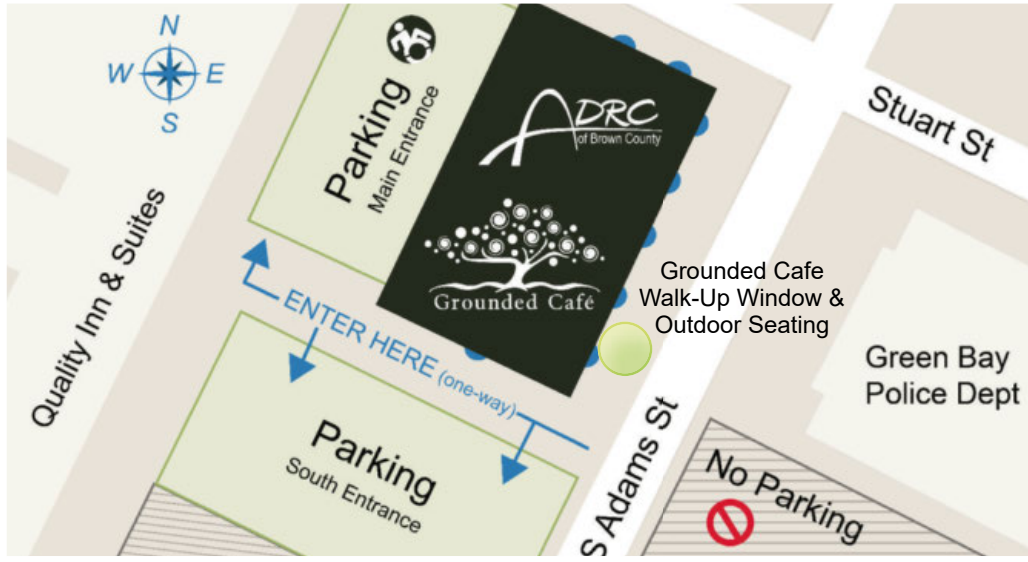 N
W E
S
Parking
Main Entrance
ADRC
of Brown County
Grounded Café
Stuart St
Quality Inn & Suites
ENTER HERE (one-way)
Grounded Cafe
Walk-Up Window &
Outdoor Seating
Green Bay
Police Dept
Parking
South Entrance
S Adams St
No Parking